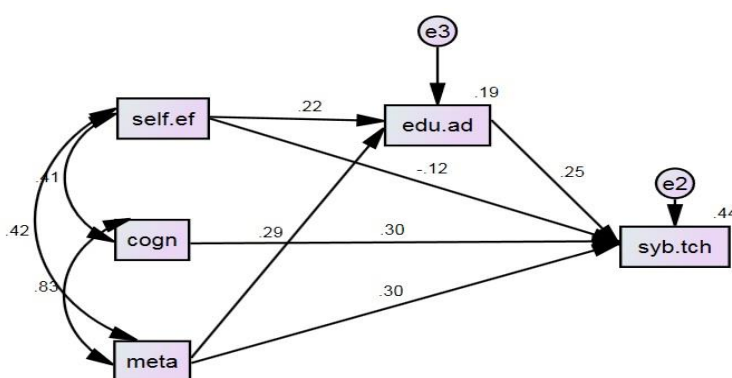 e3
.19
self.ef
.22
edu.ad
-.12
.25
e2
.41
.44
.42
cogn
.29
.30
syb.tch
.83
.30
meta